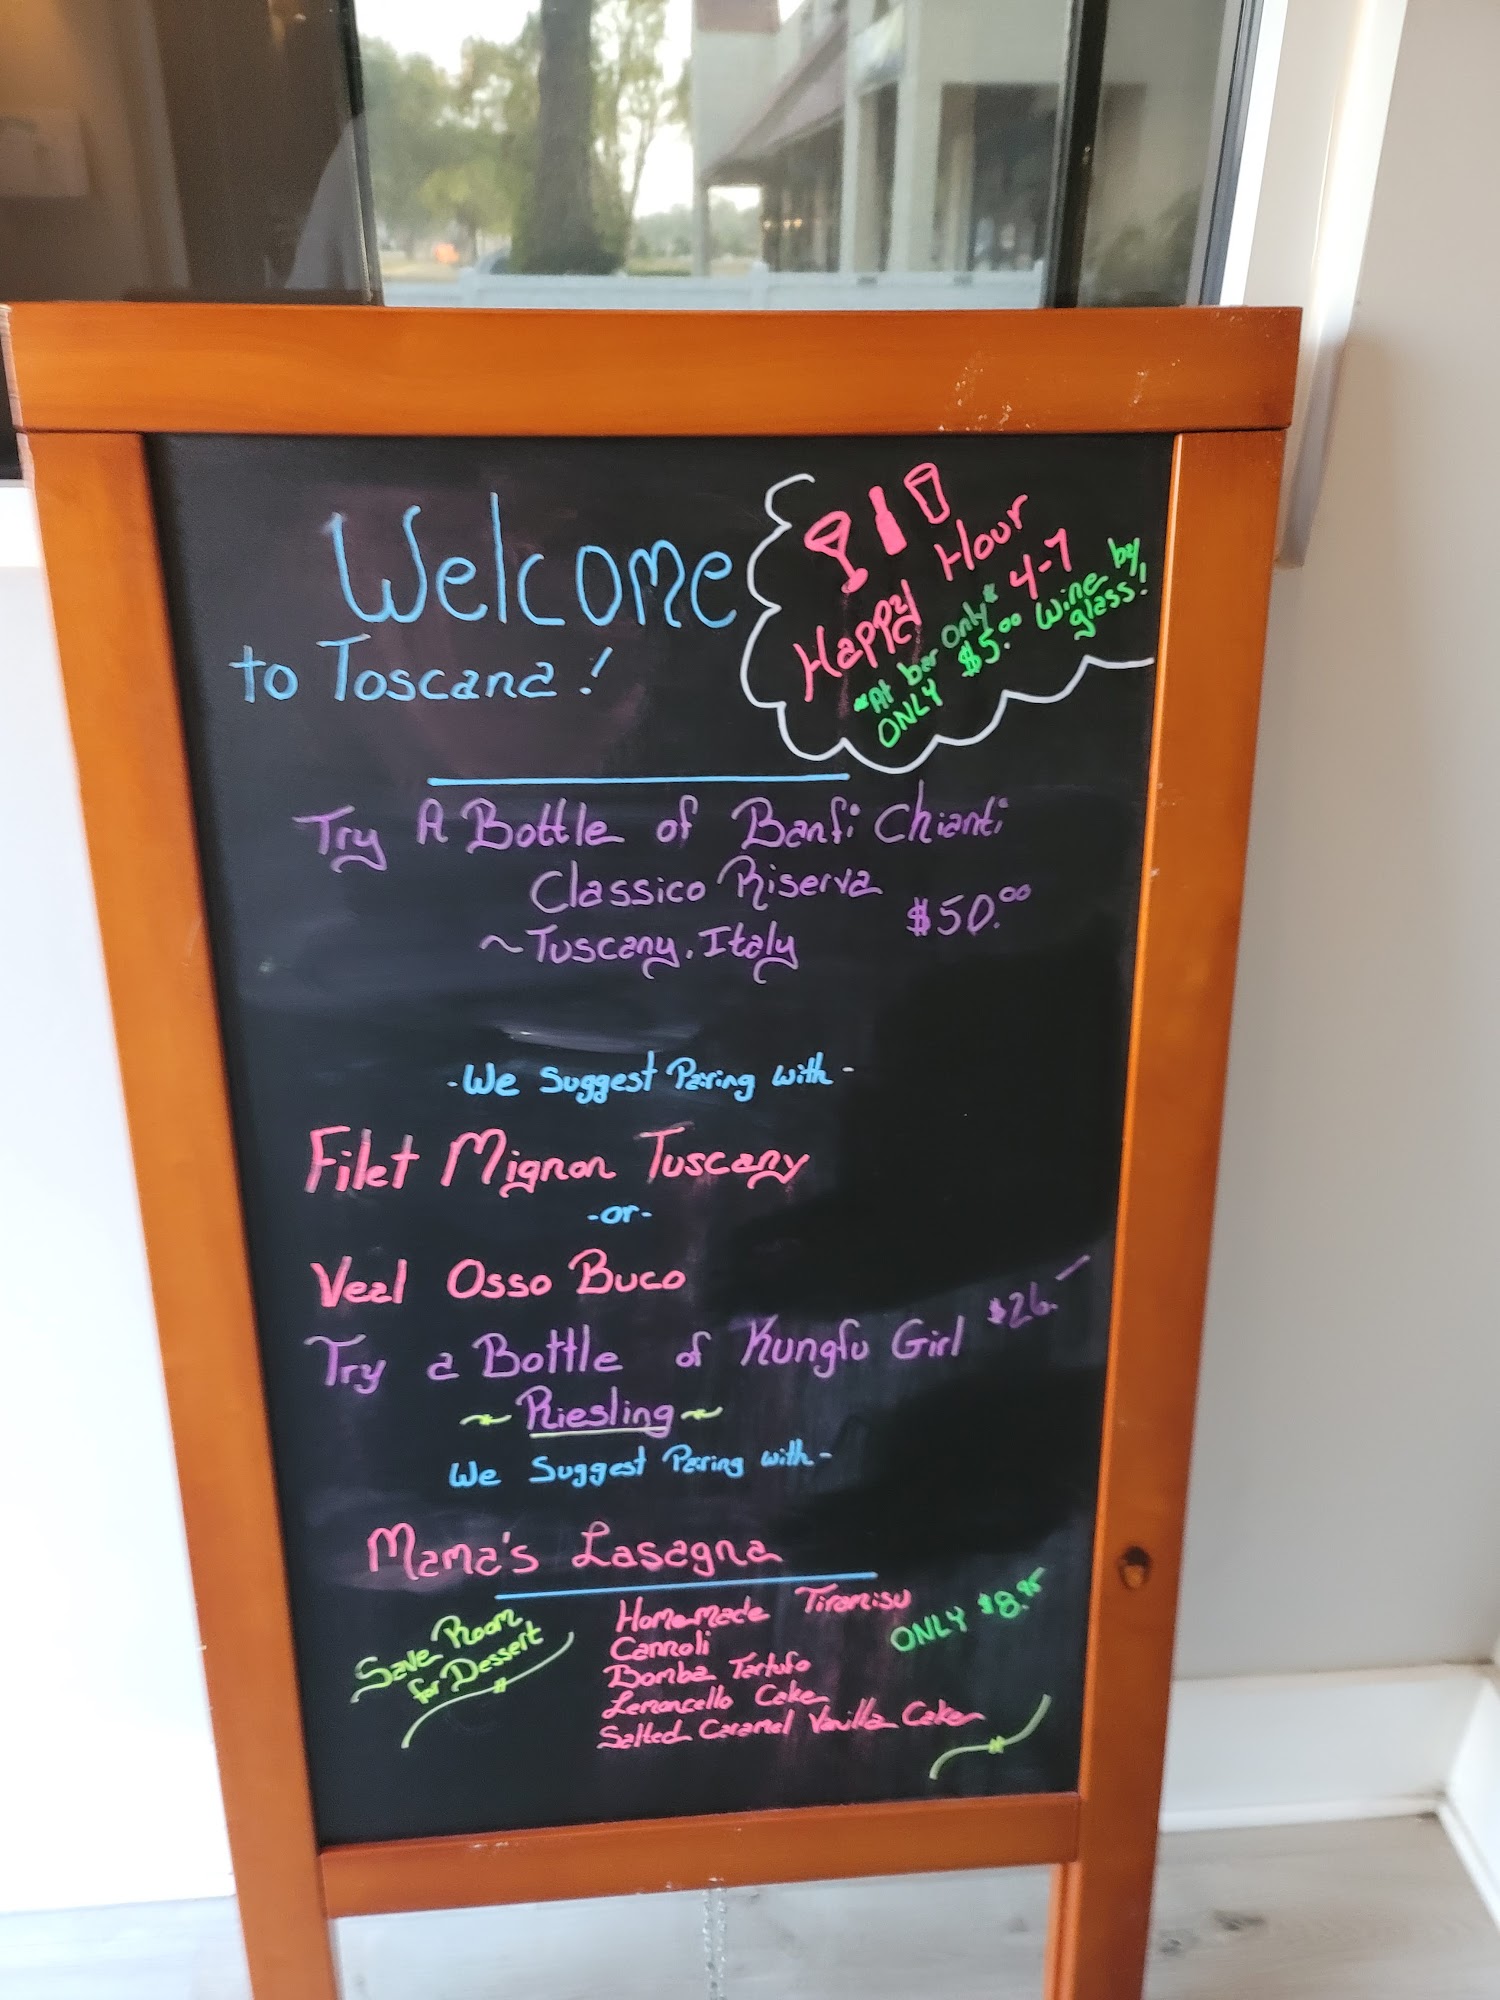 Welcome
to Toscana!
Happy Hour
4-7
*At bar only*
ONLY $5.00 Wine by
glass!
Try A Bottle of Banfi Chianti
Classico Riserva
~Tuscany, Italy
$50.00
-We Suggest Paring with-
Filet Mignon Tuscany
-or-
Veal Osso Buco
Try a Bottle of Kungfu Girl $26.-
~Riesling~
We Suggest Paring with-
Mama's Lasagna
Save Room
for Dessert
Homemade Tiramisu
Cannoli
Bomba Tartufo
Lemoncello Cake
Salted Caramel Vanilla Cake
ONLY $8.95